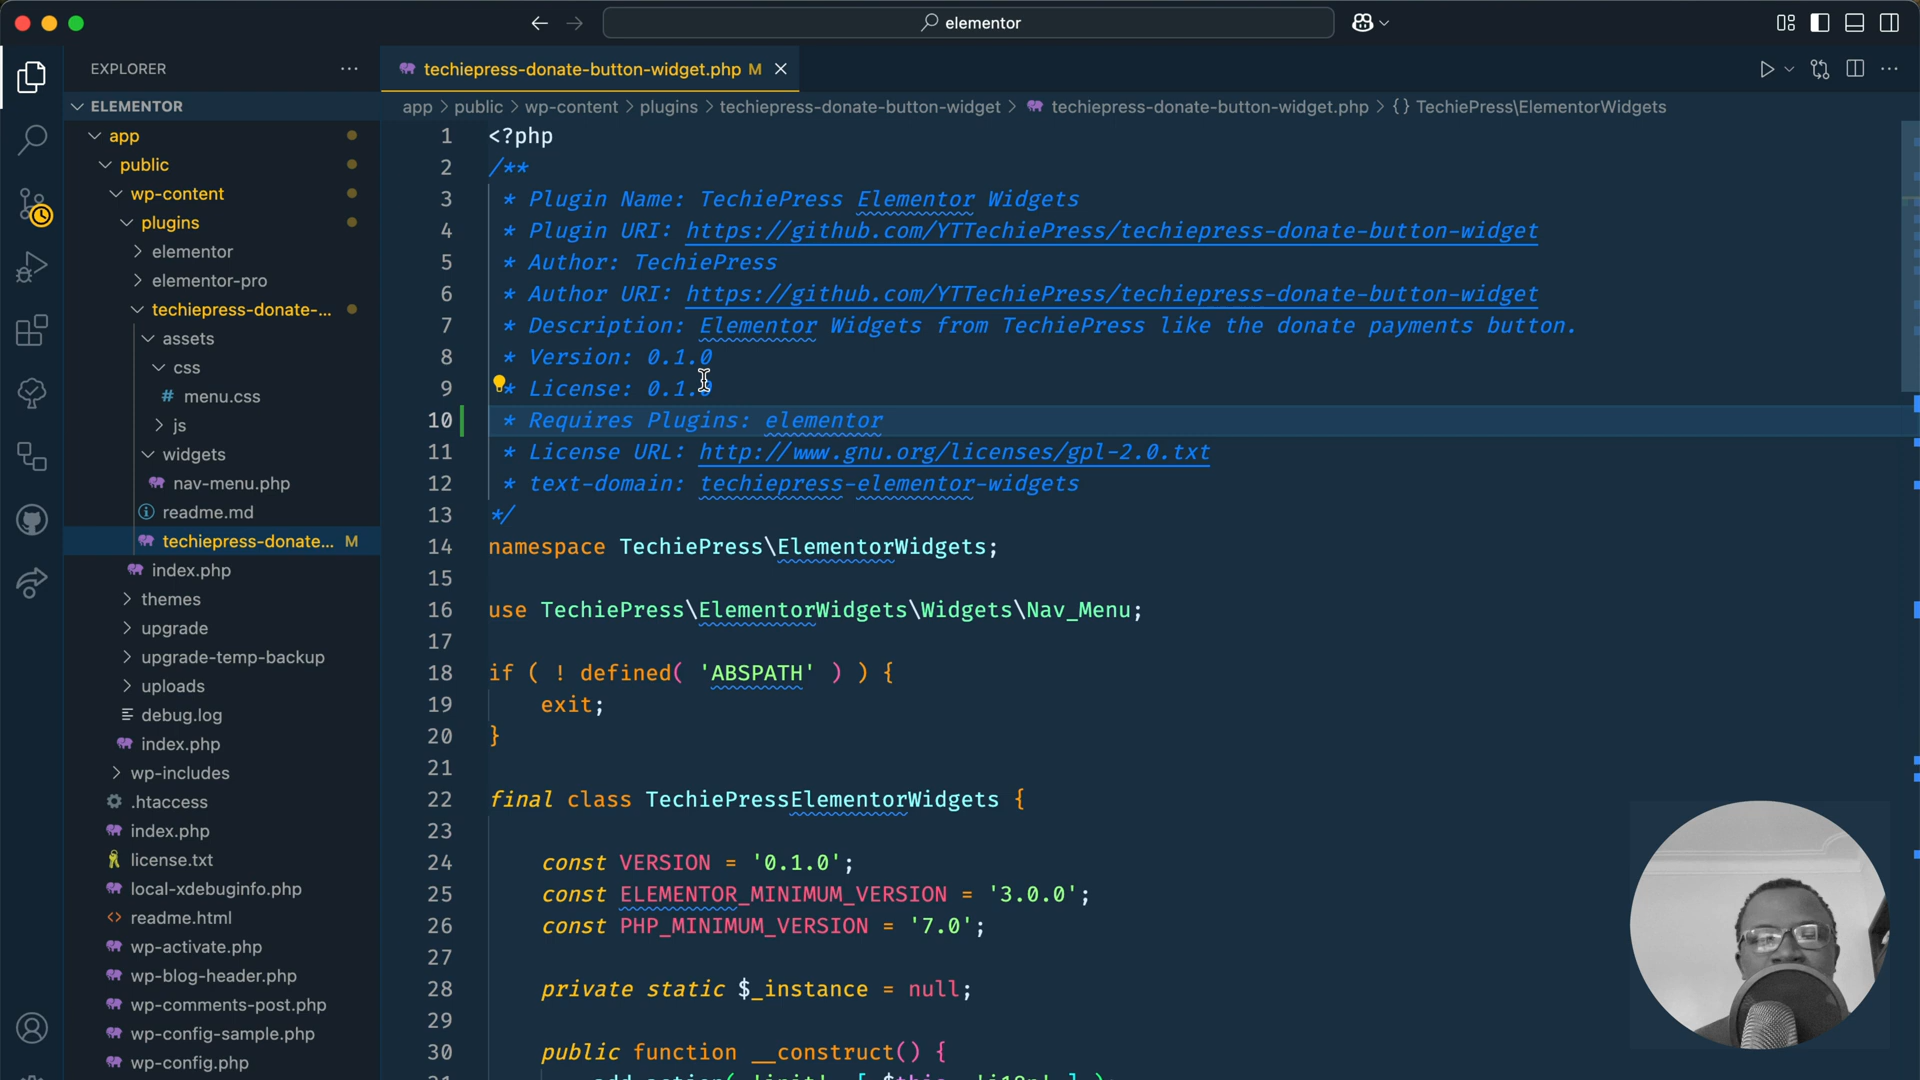 elementor
EXPLORER
ELEMENTOR
app
public
wp-content
plugins
elementor
elementor-pro
techiepress-donate-...
assets
css
# menu.css
js
widgets
nav-menu.php
readme.md
techiepress-donate... M
index.php
themes
upgrade
upgrade-temp-backup
uploads
debug.log
index.php
wp-includes
.htaccess
index.php
license.txt
local-xdebuginfo.php
readme.html
wp-activate.php
wp-blog-header.php
wp-comments-post.php
wp-config-sample.php
wp-config.php
techiepress-donate-button-widget.php M
app > public > wp-content > plugins > techiepress-donate-button-widget > techiepress-donate-button-widget.php > {} TechiePress\ElementorWidgets
1 <?php
2 /**
3 * Plugin Name: TechiePress Elementor Widgets
4 * Plugin URI: https://github.com/YTTechiePress/techiepress-donate-button-widget
5 * Author: TechiePress
6 * Author URI: https://github.com/YTTechiePress/techiepress-donate-button-widget
7 * Description: Elementor Widgets from TechiePress like the donate payments button.
8 * Version: 0.1.0
9 * License: 0.1.0
10 * Requires Plugins: elementor
11 * License URL: http://www.gnu.org/licenses/gpl-2.0.txt
12 * text-domain: techiepress-elementor-widgets
13 */
14 namespace TechiePress\ElementorWidgets;
15
16 use TechiePress\ElementorWidgets\Widgets\Nav_Menu;
17
18 if ( ! defined( 'ABSPATH' ) ) {
19 exit;
20 }
21
22 final class TechiePressElementorWidgets {
23
24 const VERSION = '0.1.0';
25 const ELEMENTOR_MINIMUM_VERSION = '3.0.0';
26 const PHP_MINIMUM_VERSION = '7.0';
27
28 private static $_instance = null;
29
30 public function __construct() {